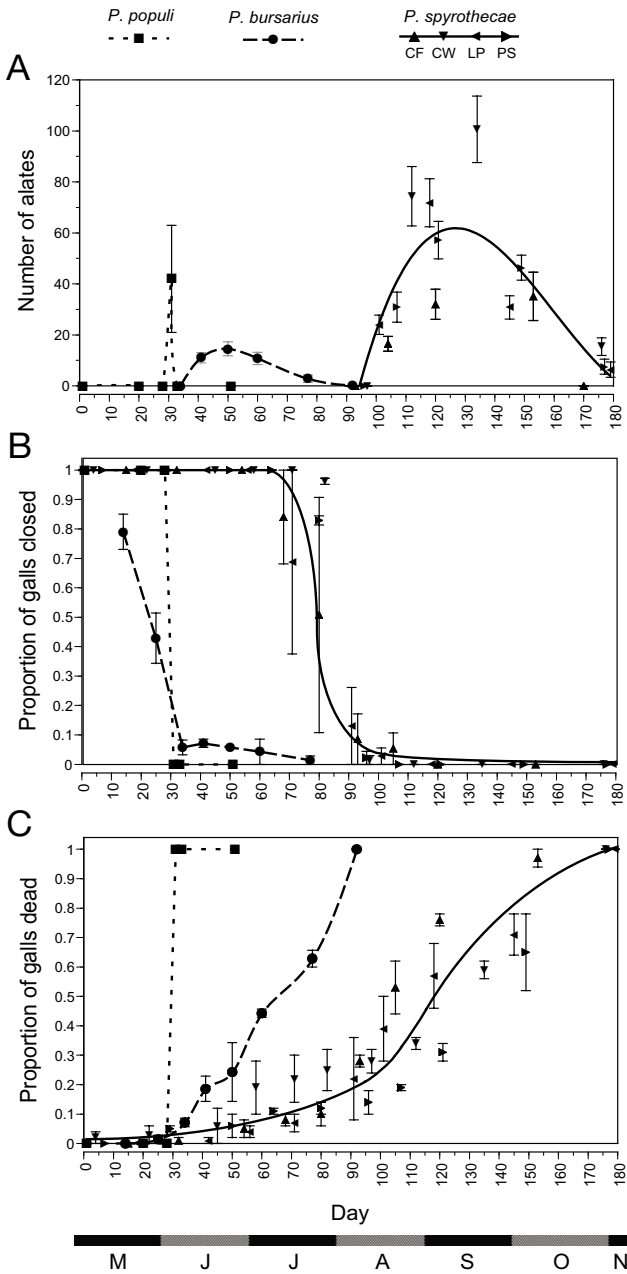 P. populi P. bursarius P. spyrothecae
CF CW LP PS
A
Number of alates
120
100
80
60
40
20
0
0 10 20 30 40 50 60 70 80 90 100 110 120 130 140 150 160 170 179
B
Proportion of galls closed
1
0.9
0.8
0.7
0.6
0.5
0.4
0.3
0.2
0.1
0
0 10 20 30 40 50 60 70 80 90 100 110 120 130 140 150 160 170 180
C
Proportion of galls dead
1
0.9
0.8
0.7
0.6
0.5
0.4
0.3
0.2
0.1
0
0 10 20 30 40 50 60 70 80 90 100 110 120 130 140 150 160 170 180
Day
M J J A S O N